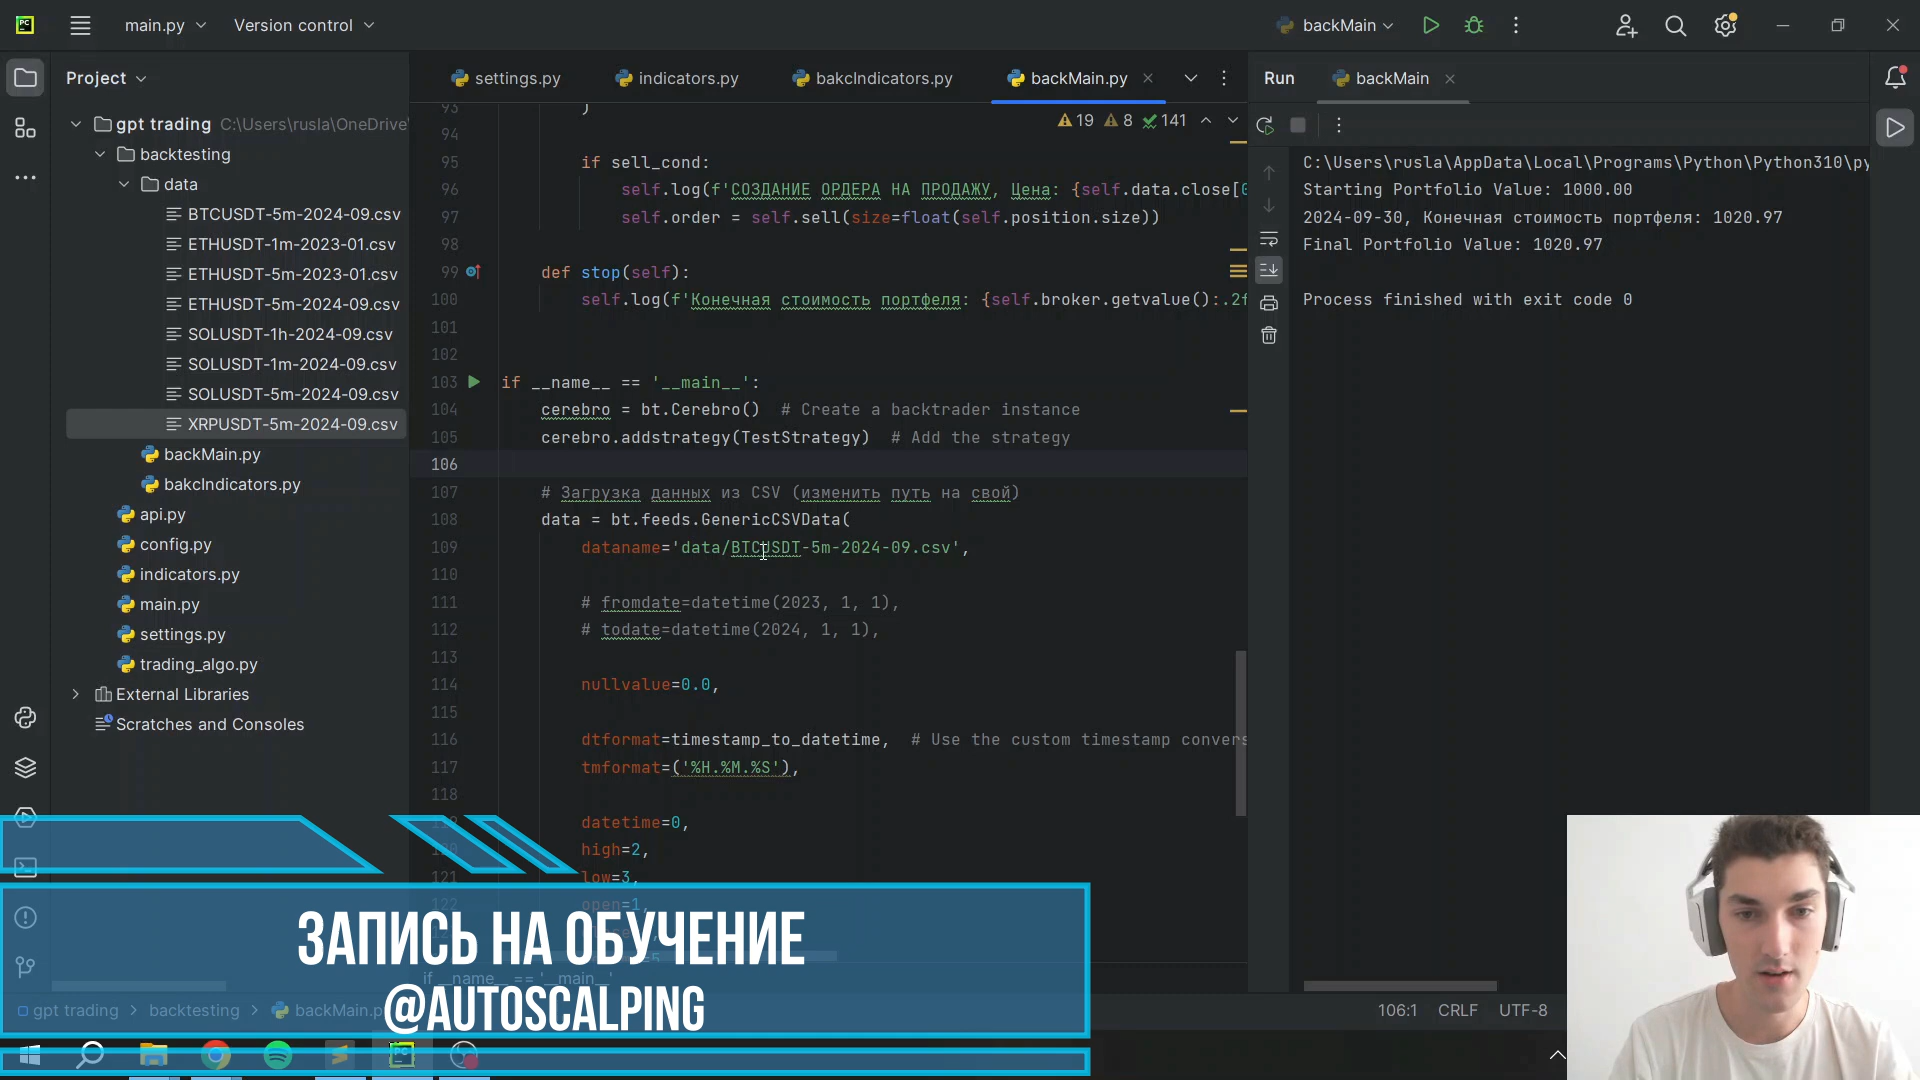 main.py
Version control
backMain
Project
settings.py
indicators.py
bakcIndicators.py
backMain.py
Run
backMain
gpt trading C:\Users\rusla\OneDrive\
backtesting
data
BTCUSDT-5m-2024-09.csv
ETHUSDT-1m-2023-01.csv
ETHUSDT-5m-2023-01.csv
ETHUSDT-5m-2024-09.csv
SOLUSDT-1h-2024-09.csv
SOLUSDT-1m-2024-09.csv
SOLUSDT-5m-2024-09.csv
XRPUSDT-5m-2024-09.csv
backMain.py
bakcIndicators.py
api.py
config.py
indicators.py
main.py
settings.py
trading_algo.py
External Libraries
Scratches and Consoles
19 8 141
93 )
94
95 if sell_cond:
96 self.log(f'СОЗДАНИЕ ОРДЕРА НА ПРОДАЖУ, Цена: {self.data.close[0
97 self.order = self.sell(size=float(self.position.size))
98
99 def stop(self):
100 self.log(f'Конечная стоимость портфеля: {self.broker.getvalue():.2f
101
102
103 if __name__ == '__main__':
104 cerebro = bt.Cerebro() # Create a backtrader instance
105 cerebro.addstrategy(TestStrategy) # Add the strategy
106
107 # Загрузка данных из CSV (изменить путь на свой)
108 data = bt.feeds.GenericCSVData(
109 dataname='data/BTCUSDT-5m-2024-09.csv',
110
111 # fromdate=datetime(2023, 1, 1),
112 # todate=datetime(2024, 1, 1),
113
114 nullvalue=0.0,
115
116 dtformat=timestamp_to_datetime, # Use the custom timestamp convers
117 tmformat=('%H.%M.%S'),
118
119 datetime=0,
120 high=2,
121 low=3,
122 open=1,
if __name__ == '__main__'
C:\Users\rusla\AppData\Local\Programs\Python\Python310\py
Starting Portfolio Value: 1000.00
2024-09-30, Конечная стоимость портфеля: 1020.97
Final Portfolio Value: 1020.97
Process finished with exit code 0
ЗАПИСЬ НА ОБУЧЕНИЕ
@AUTOSCALPING
gpt trading > backtesting > backMain.p
106:1 CRLF UTF-8